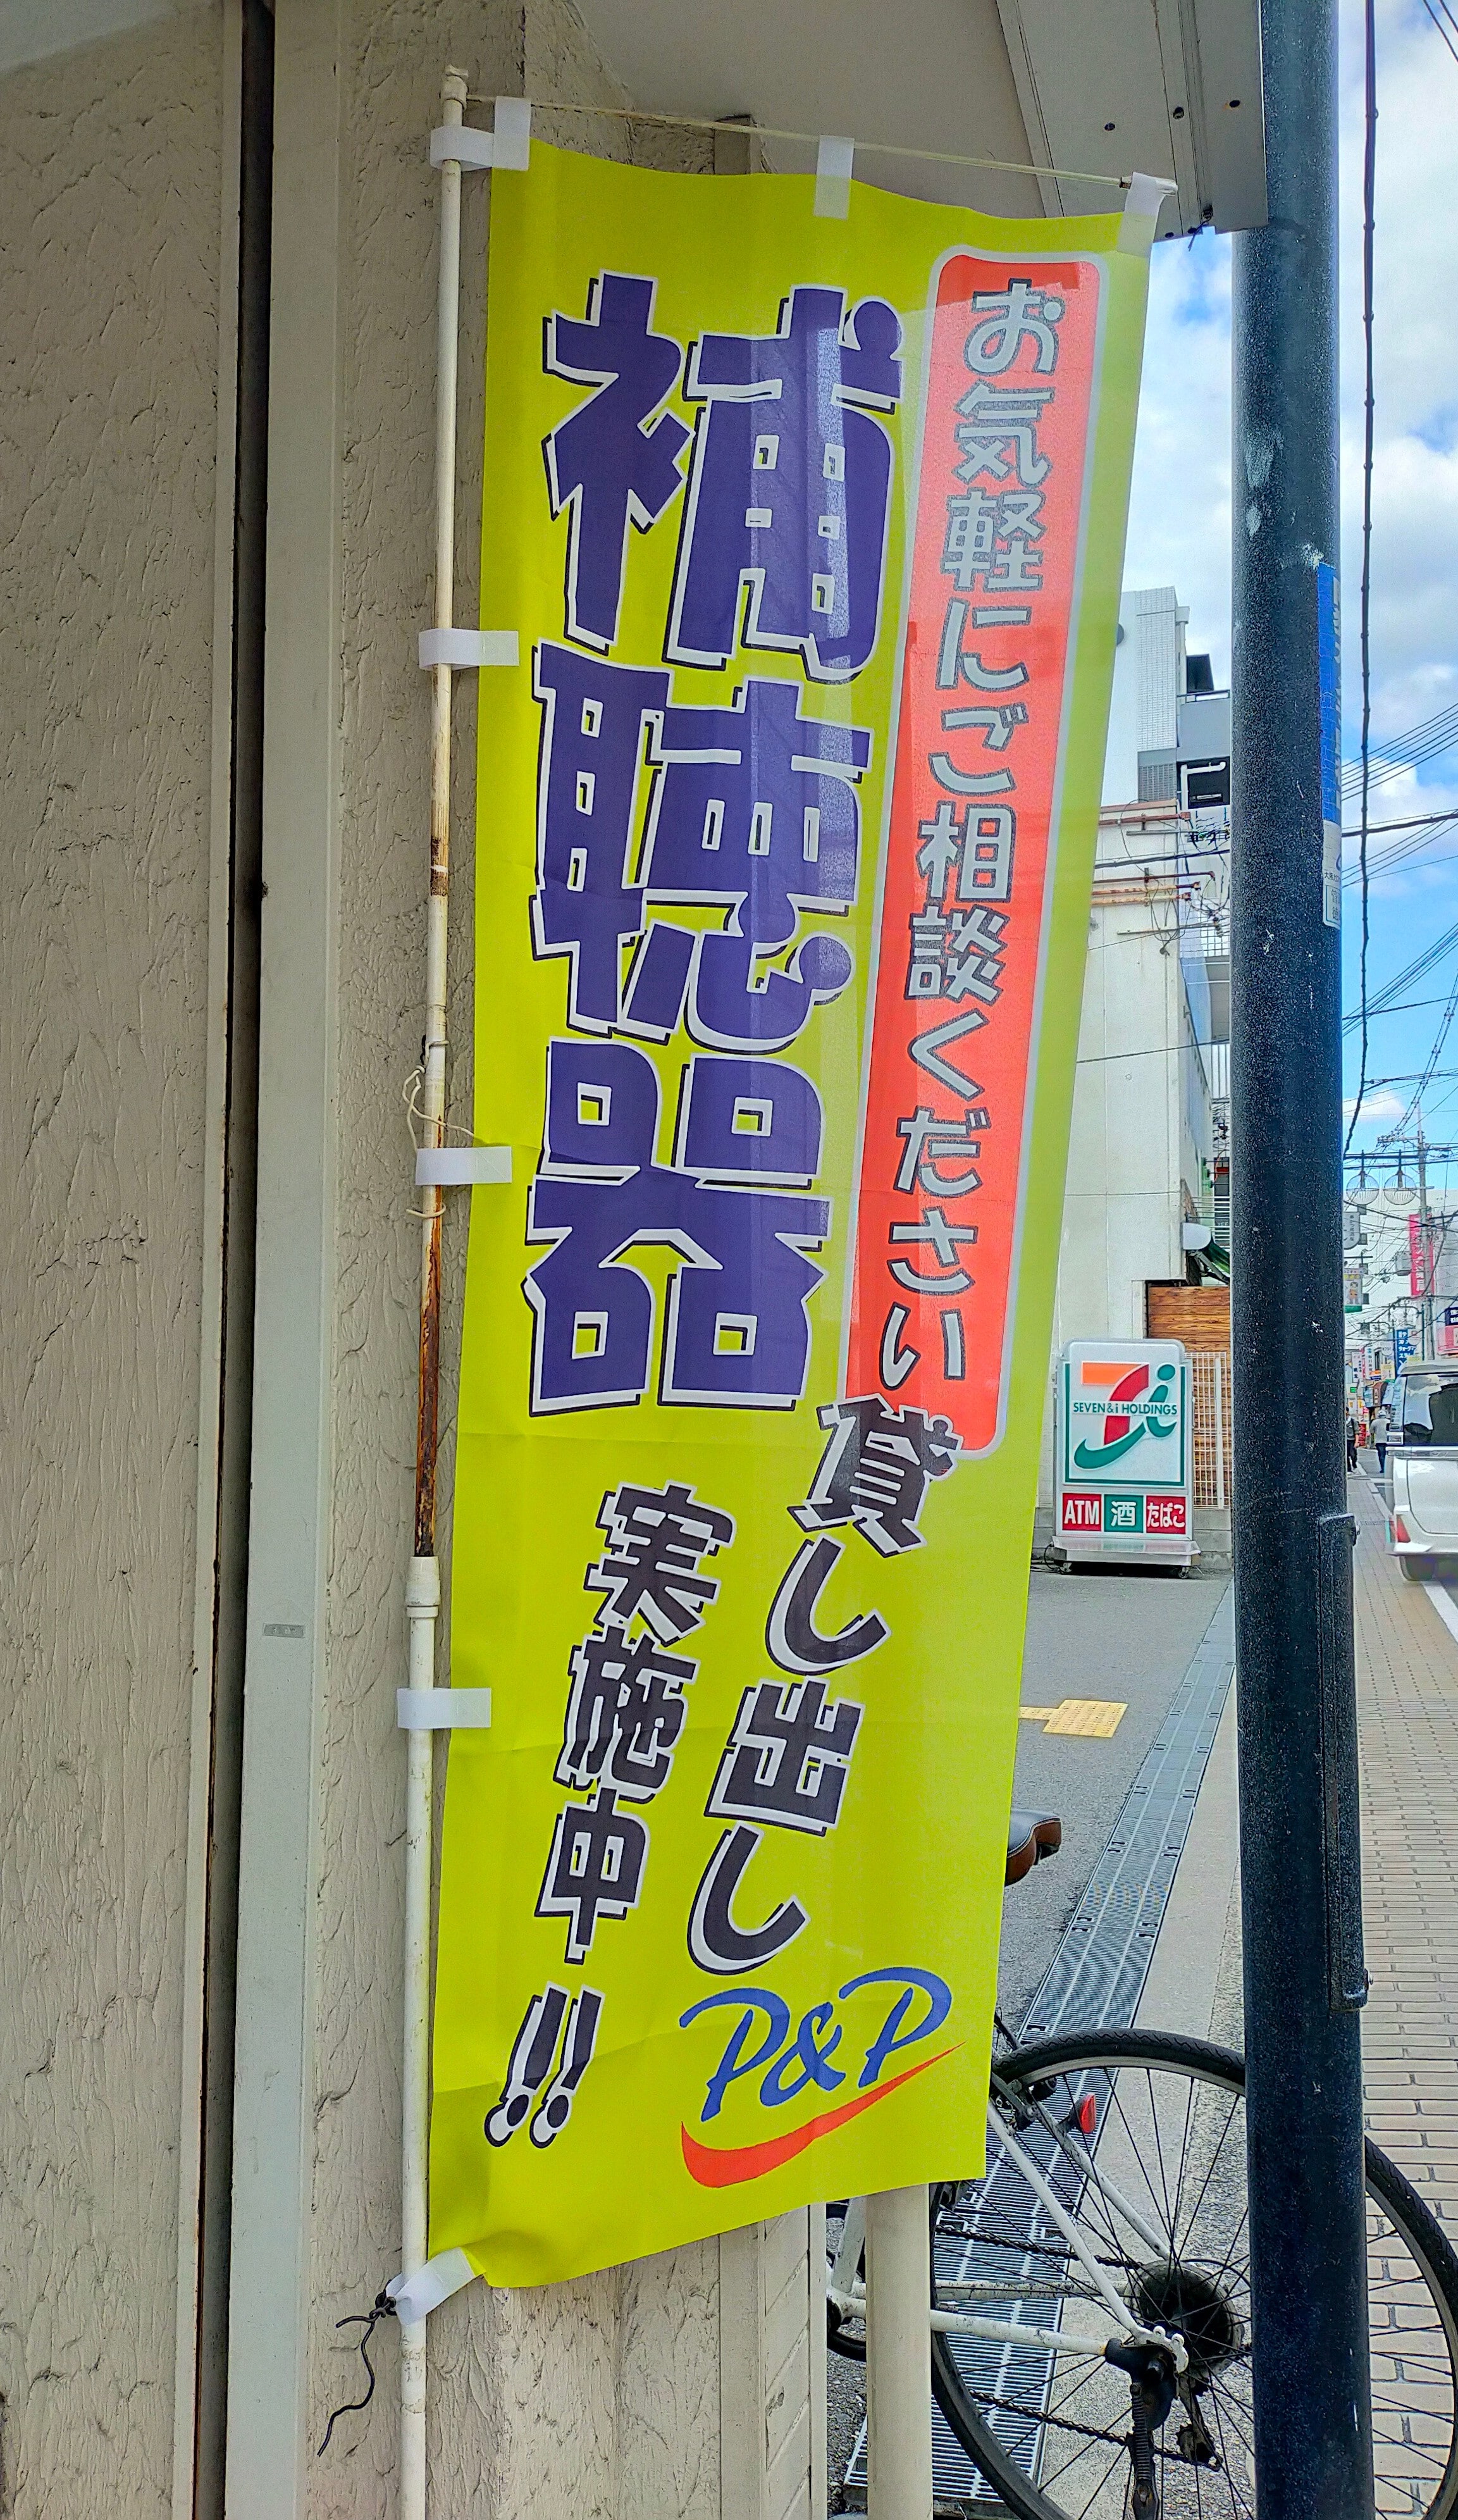 お気軽にご相談ください
補聴器
貸し出し
実施中!!
P&P
SEVEN&i HOLDINGS
ATM 酒 たばこ